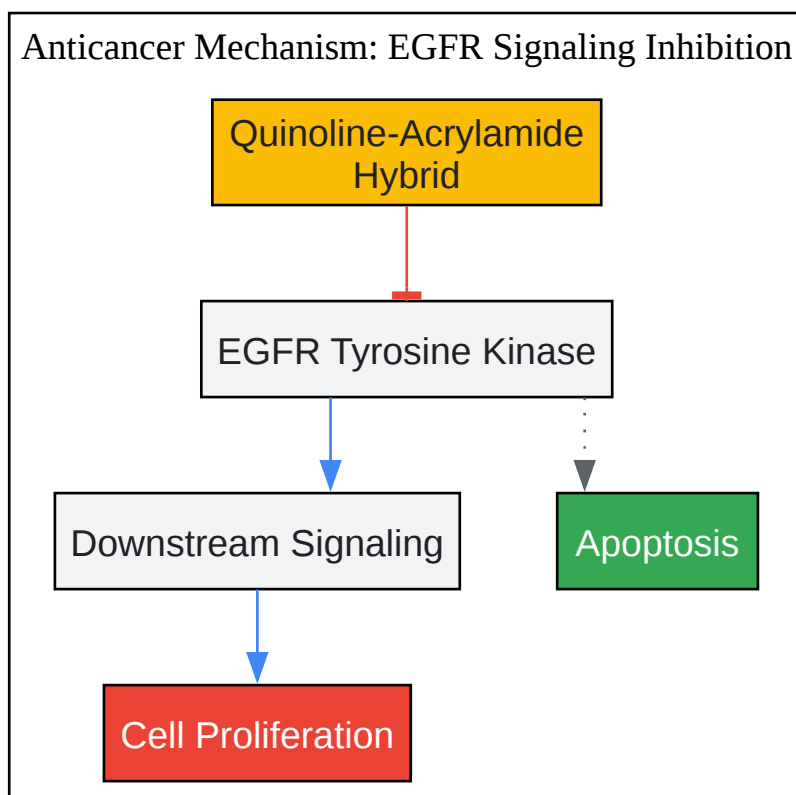 Anticancer Mechanism: EGFR Signaling Inhibition
Quinoline-Acrylamide
Hybrid
EGFR Tyrosine Kinase
Downstream Signaling
Apoptosis
Cell Proliferation